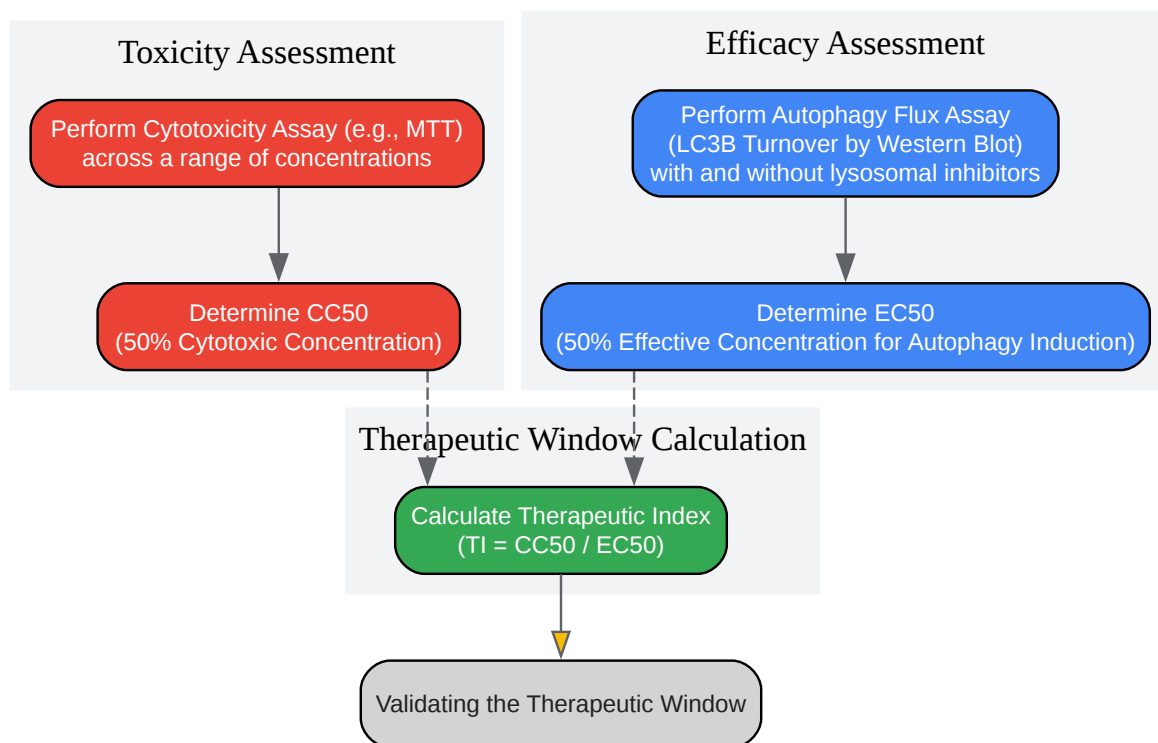 Toxicity Assessment
Perform Cytotoxicity Assay (e.g., MTT)
across a range of concentrations
Determine CC50
(50% Cytotoxic Concentration)
Efficacy Assessment
Perform Autophagy Flux Assay
(LC3B Turnover by Western Blot)
with and without lysosomal inhibitors
Determine EC50
(50% Effective Concentration for Autophagy Induction)
Therapeutic Window Calculation
Calculate Therapeutic Index
(TI = CC50 / EC50)
Validating the Therapeutic Window